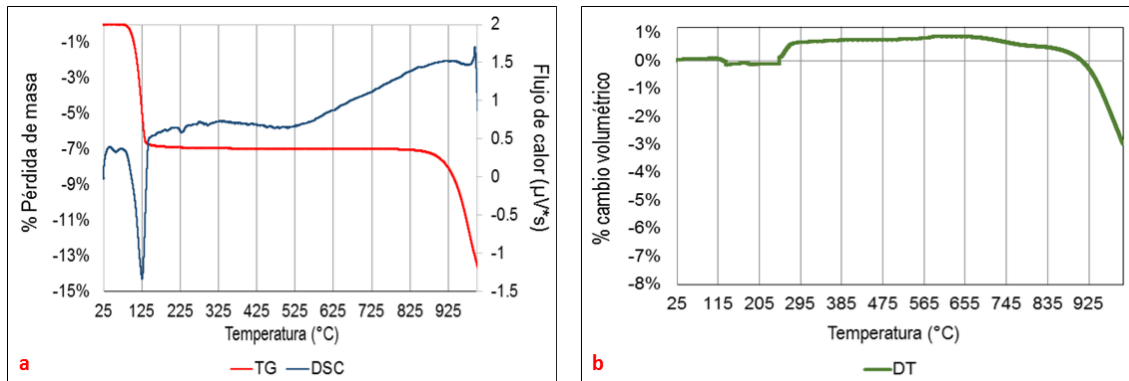 -1%
-3%
-5%
-7%
-9%
-11%
-13%
-15%
% Pérdida de masa
2
1.5
1
0.5
0
-0.5
-1
-1.5
Flujo de calor (µV*s)
25 125 225 325 425 525 625 725 825 925
Temperatura (°C)
a
TG DSC
1%
0%
-1%
-2%
-3%
-4%
-5%
-6%
-7%
-8%
% cambio volumétrico
25 115 205 295 385 475 565 655 745 835 925
Temperatura (°C)
b
DT